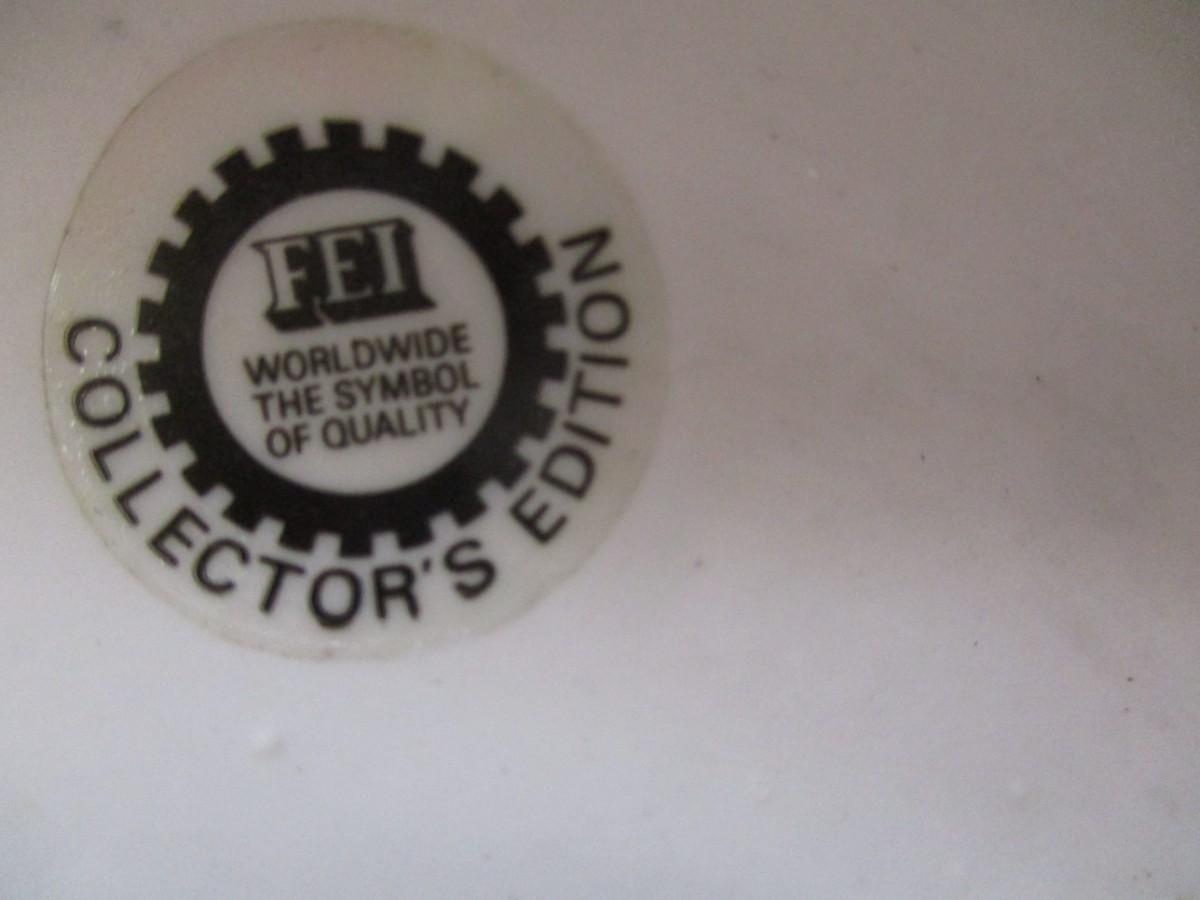 FEI
WORLDWIDE
THE SYMBOL
OF QUALITY
COLLECTOR'S EDITION